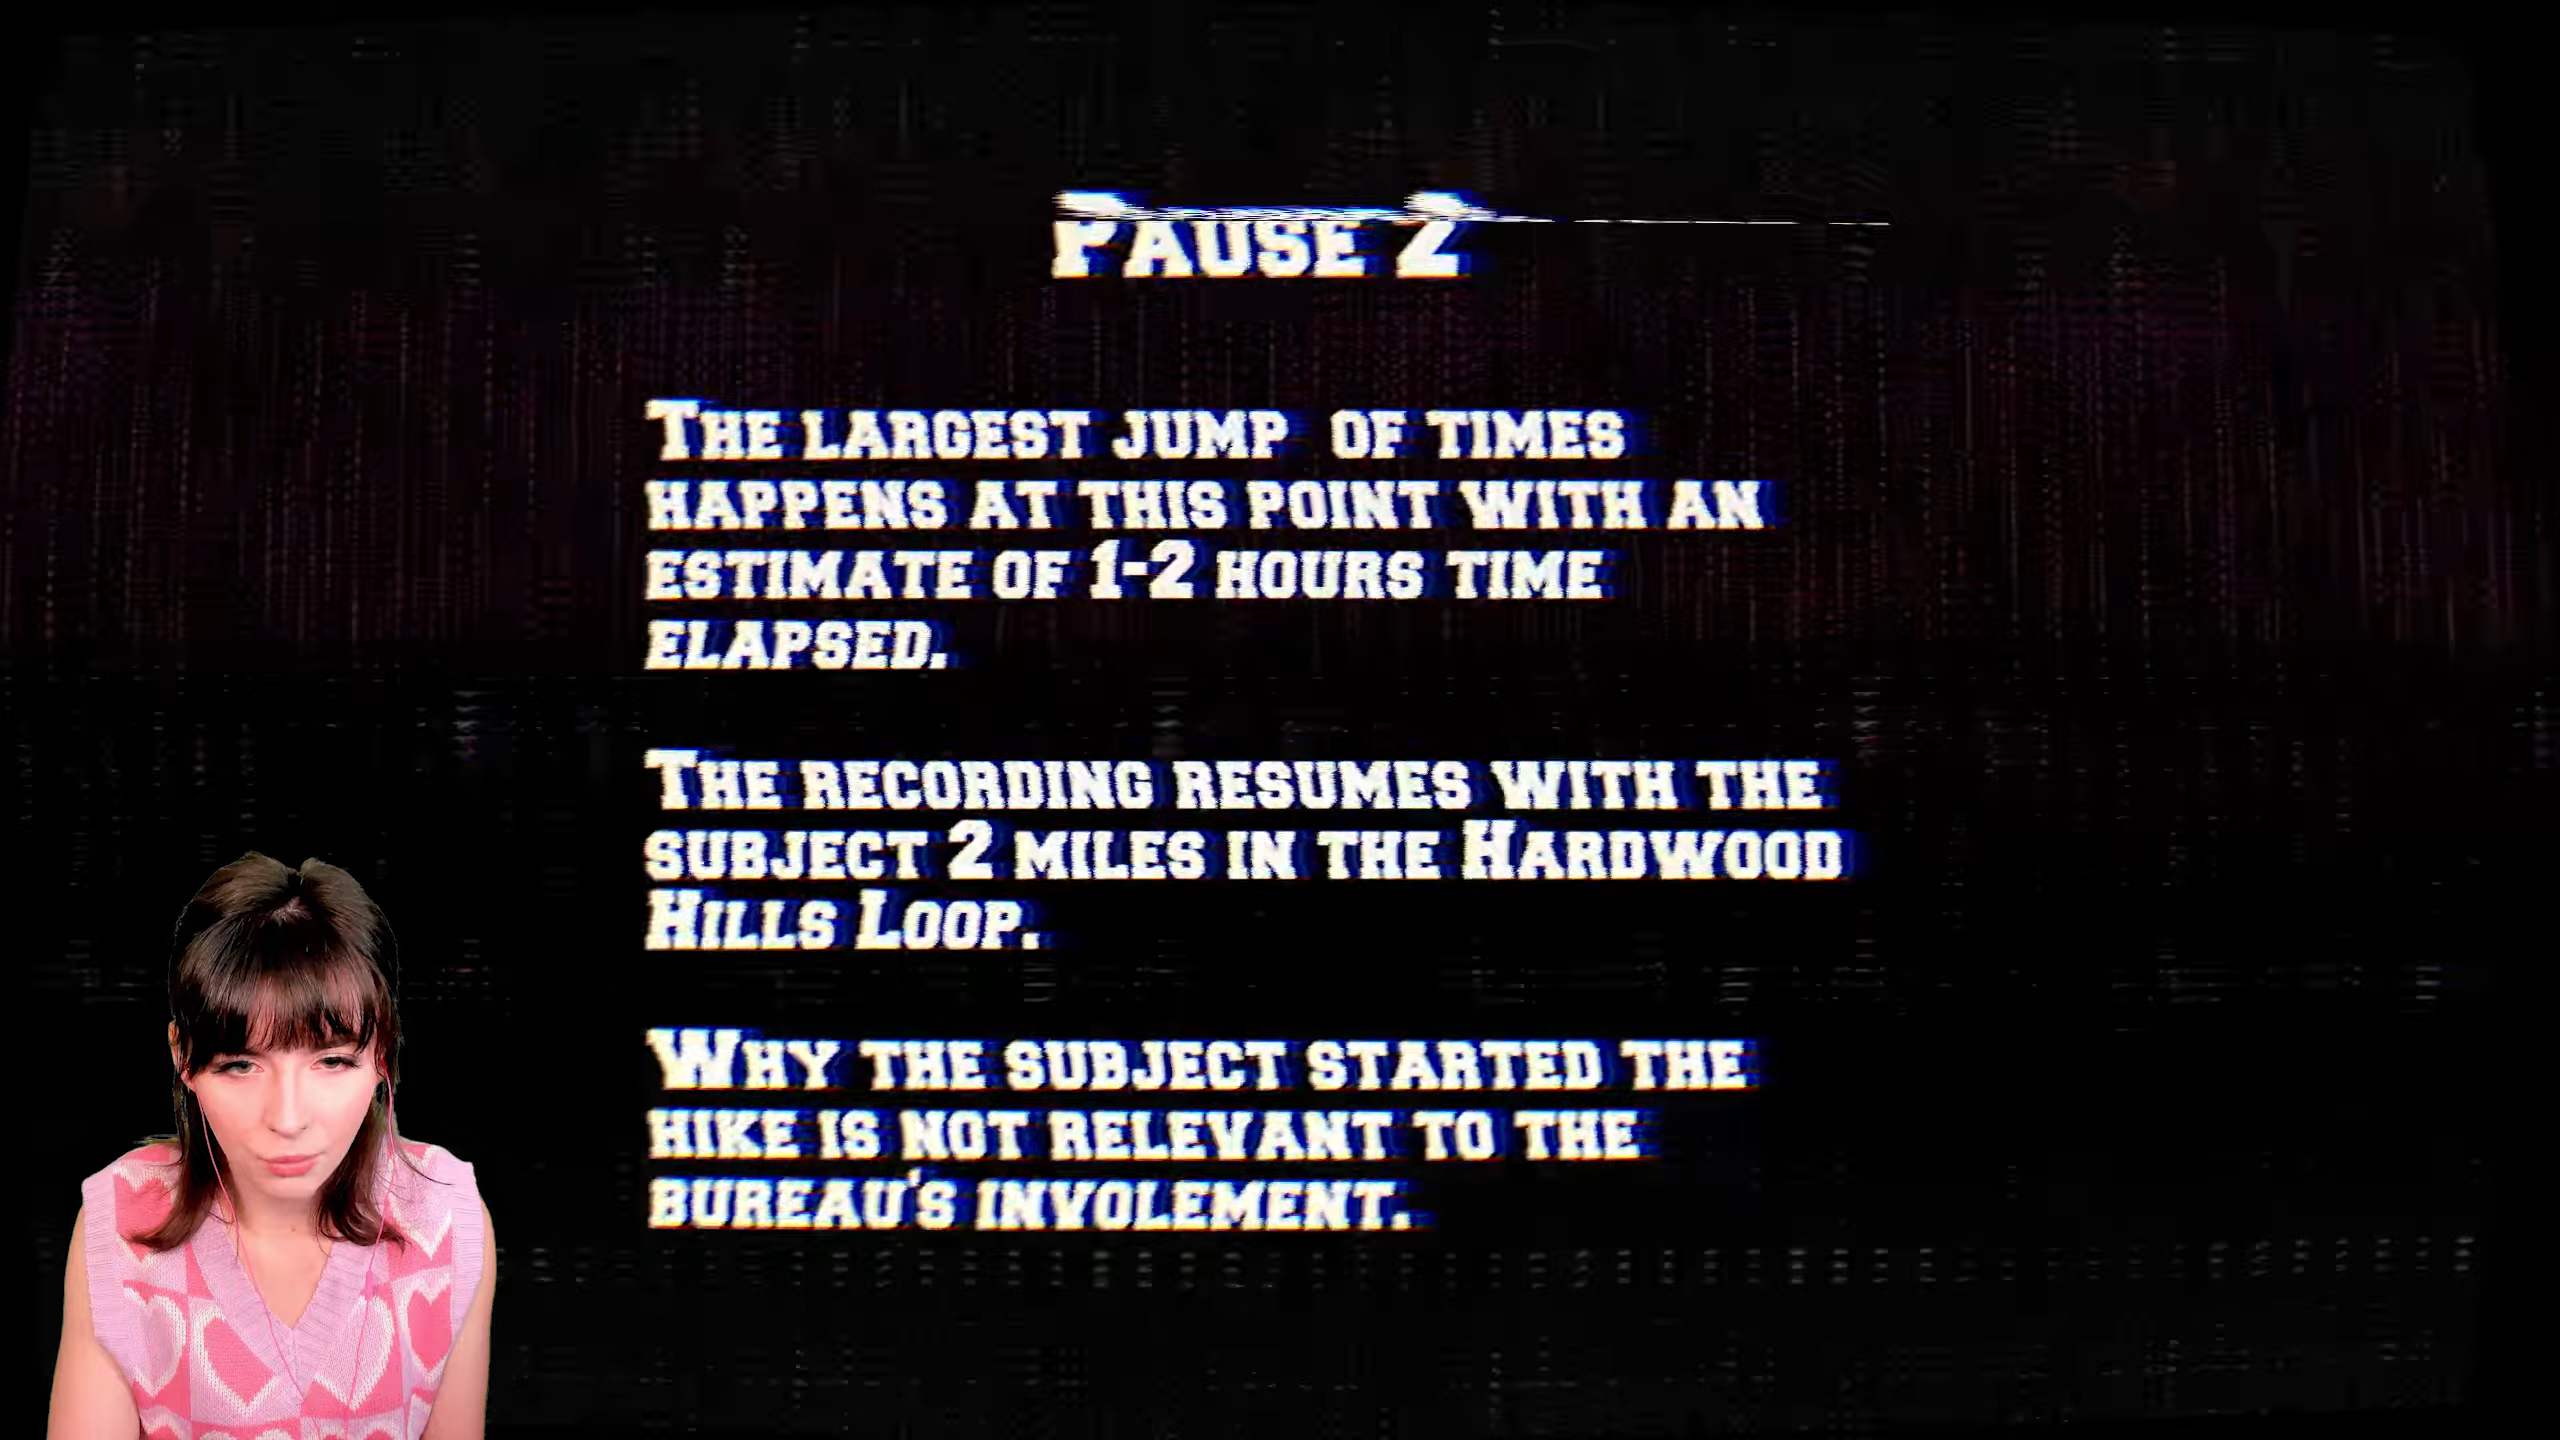 Pause 2
The largest jump of times
happens at this point with an
estimate of 1-2 hours time
elapsed.
The recording resumes with the
subject 2 miles in the Hardwood
Hills Loop.
Why the subject started the
hike is not relevant to the
bureau's involement.